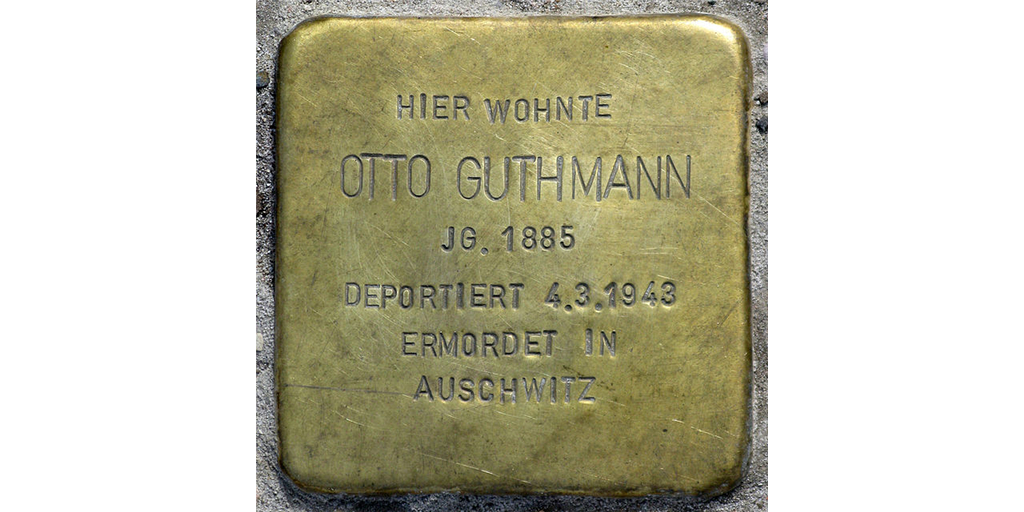 HIER WOHNTE
OTTO GUTHMANN
JG. 1885
DEPORTIERT 4.3.1943
ERMORDET IN
AUSCHWITZ